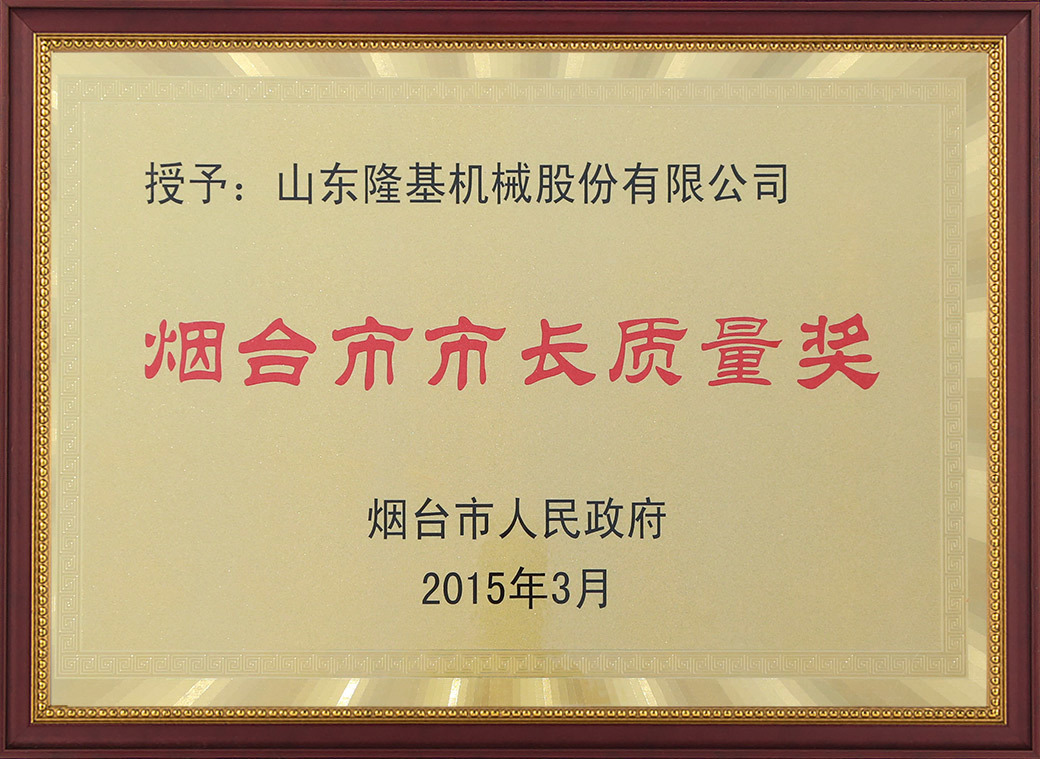 授予：山东隆基机械股份有限公司
烟台市市长质量奖
烟台市人民政府
2015年3月